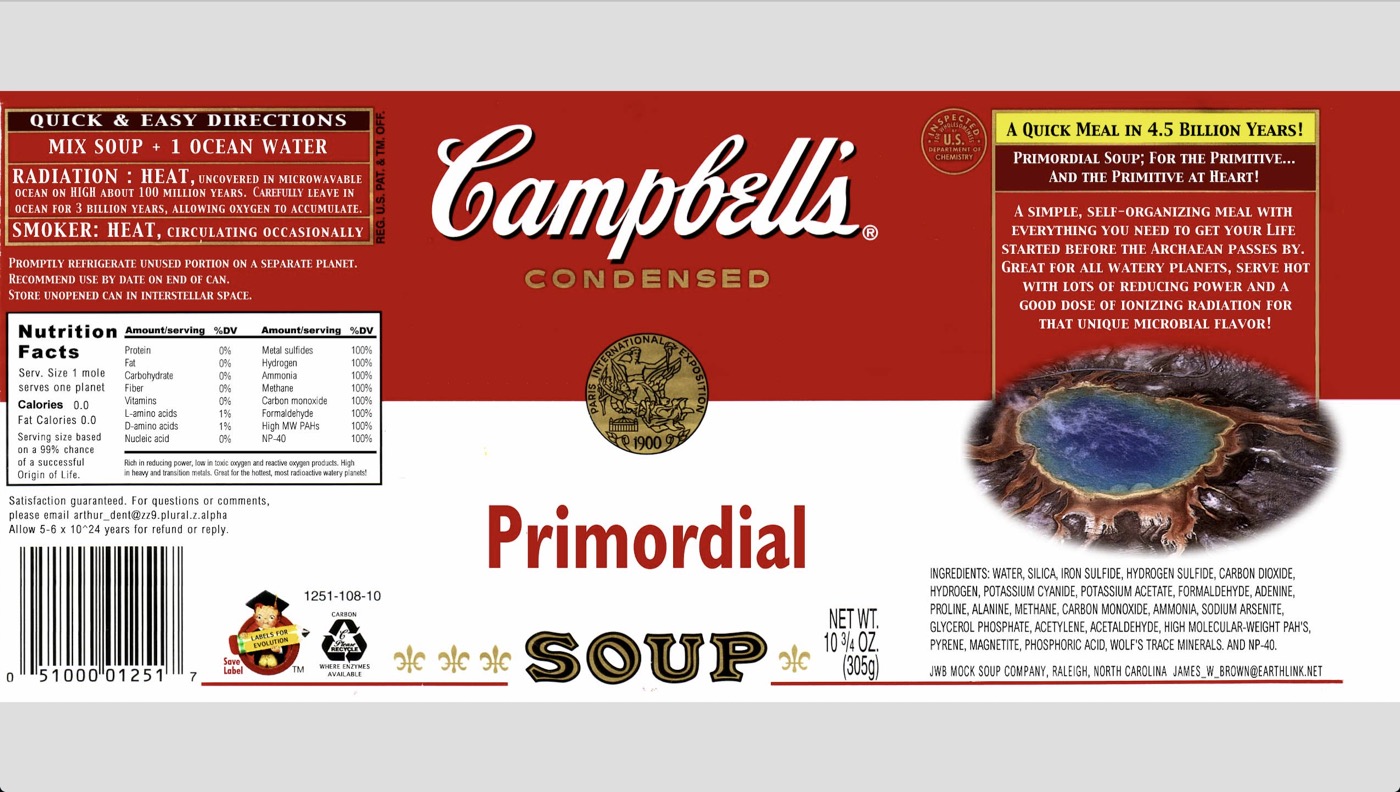 QUICK & EASY DIRECTIONS
MIX SOUP + 1 OCEAN WATER
RADIATION : HEAT, UNCOVERED IN MICROWAVABLE
OCEAN ON HIGH ABOUT 100 MILLION YEARS. CAREFULLY LEAVE IN
OCEAN FOR 3 BILLION YEARS, ALLOWING OXYGEN TO ACCUMULATE.
SMOKER: HEAT, CIRCULATING OCCASIONALLY
REG. U.S. PAT. & TM. OFF.
PROMPTLY REFRIGERATE UNUSED PORTION ON A SEPARATE PLANET.
RECOMMEND USE BY DATE ON END OF CAN.
STORE UNOPENED CAN IN INTERSTELLAR SPACE.
Nutrition
Facts
Serv. Size 1 mole
serves one planet
Calories 0.0
Fat Calories 0.0
Serving size based
on a 99% chance
of a successful
Origin of Life.
Amount/serving %DV Amount/serving %DV
Protein 0% Metal sulfides 100%
Fat 0% Hydrogen 100%
Carbohydrate 0% Ammonia 100%
Fiber 0% Methane 100%
Vitamins 0% Carbon monoxide 100%
L-amino acids 1% Formaldehyde 100%
D-amino acids 1% High MW PAHs 100%
Nucleic acid 0% NP-40 100%
Rich in reducing power, low in toxic oxygen and reactive oxygen products. High
in heavy and transition metals. Great for the hottest, most radioactive watery planets!
Satisfaction guaranteed. For questions or comments,
please email arthur_dent@zz9.plural.z.alpha
Allow 5-6 x 10^24 years for refund or reply.
0 51000 01251 7
LABELS FOR
EVOLUTION
Save
Label
TM
1251-108-10
CARBON
Please
RECYCLE
WHERE ENZYMES
AVAILABLE
Campbell's®
CONDENSED
PARIS INTERNATIONAL EXPOSITION
1900
Primordial
SOUP
NET WT.
10 3/4 OZ.
(305g)
INSPECTED
FOR WHOLESOMENESS
BY
U.S.
DEPARTMENT OF
CHEMISTRY
A QUICK MEAL IN 4.5 BILLION YEARS!
PRIMORDIAL SOUP; FOR THE PRIMITIVE...
AND THE PRIMITIVE AT HEART!
A SIMPLE, SELF-ORGANIZING MEAL WITH
EVERYTHING YOU NEED TO GET YOUR LIFE
STARTED BEFORE THE ARCHAEAN PASSES BY.
GREAT FOR ALL WATERY PLANETS, SERVE HOT
WITH LOTS OF REDUCING POWER AND A
GOOD DOSE OF IONIZING RADIATION FOR
THAT UNIQUE MICROBIAL FLAVOR!
INGREDIENTS: WATER, SILICA, IRON SULFIDE, HYDROGEN SULFIDE, CARBON DIOXIDE,
HYDROGEN, POTASSIUM CYANIDE, POTASSIUM ACETATE, FORMALDEHYDE, ADENINE,
PROLINE, ALANINE, METHANE, CARBON MONOXIDE, AMMONIA, SODIUM ARSENITE,
GLYCEROL PHOSPHATE, ACETYLENE, ACETALDEHYDE, HIGH MOLECULAR-WEIGHT PAH'S,
PYRENE, MAGNETITE, PHOSPHORIC ACID, WOLF'S TRACE MINERALS. AND NP-40.
JWB MOCK SOUP COMPANY, RALEIGH, NORTH CAROLINA JAMES_W_BROWN@EARTHLINK.NET